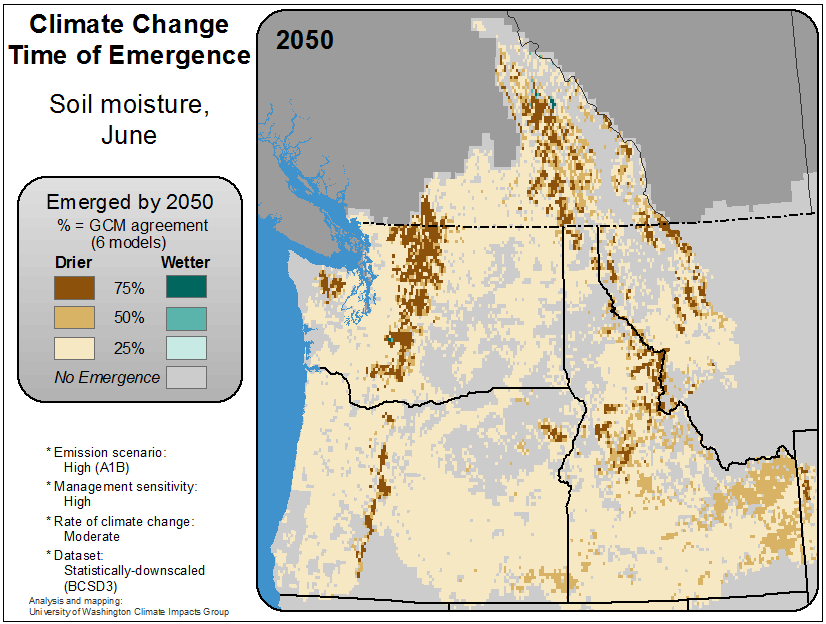 Climate Change
Time of Emergence
Soil moisture,
June
2050
Emerged by 2050
% = GCM agreement
(6 models)
Drier Wetter
75%
50%
25%
No Emergence
* Emission scenario:
High (A1B)
* Management sensitivity:
High
* Rate of climate change:
Moderate
* Dataset:
Statistically-downscaled
(BCSD3)
Analysis and mapping:
University of Washington Climate Impacts Group